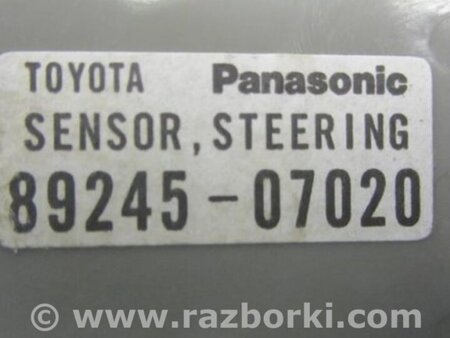 TOYOTA Panasonic
SENSOR, STEERING
89245-07020
© www.razborki.com